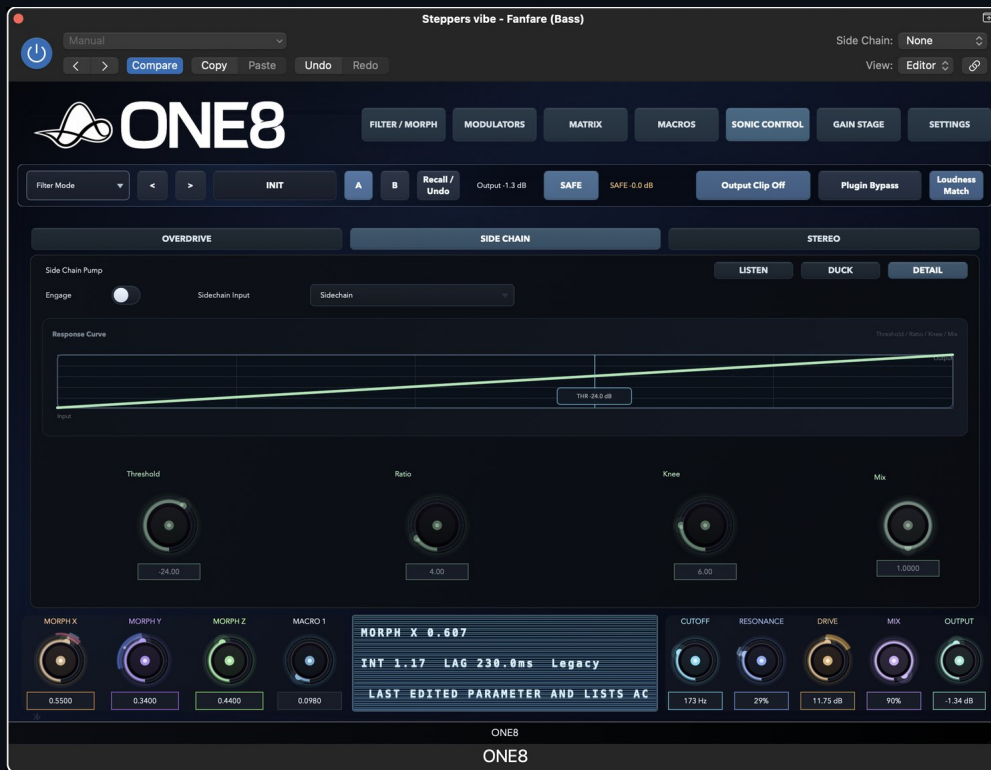 Steppers vibe - Fanfare (Bass)
Manual
Side Chain: None
Compare Copy Paste Undo Redo
View: Editor
ONE8
FILTER / MORPH MODULATORS MATRIX MACROS SONIC CONTROL GAIN STAGE SETTINGS
Filter Mode < > INIT A B Recall / Undo Output -1.3 dB SAFE SAFE -0.0 dB Output Clip Off Plugin Bypass Loudness Match
OVERDRIVE SIDE CHAIN STEREO
Side Chain Pump
LISTEN DUCK DETAIL
Engage Sidechain Input Sidechain
Response Curve Threshold / Ratio / Knee / Mix
Output
THR -24.0 dB
Input
Threshold Ratio Knee Mix
-24.00 4.00 6.00 1.0000
MORPH X MORPH Y MORPH Z MACRO 1
0.5500 0.3400 0.4400 0.0980
MORPH X 0.607
INT 1.17 LAG 230.0ms Legacy
LAST EDITED PARAMETER AND LISTS AC
CUTOFF RESONANCE DRIVE MIX OUTPUT
173 Hz 29% 11.75 dB 90% -1.34 dB
ONE8
ONE8